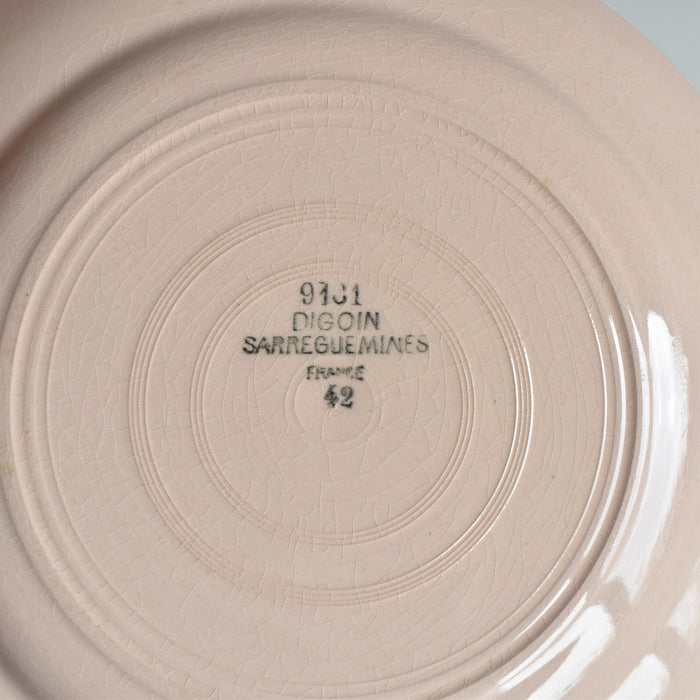 9101
DIGOIN
SARREGUEMINES
FRANCE
42